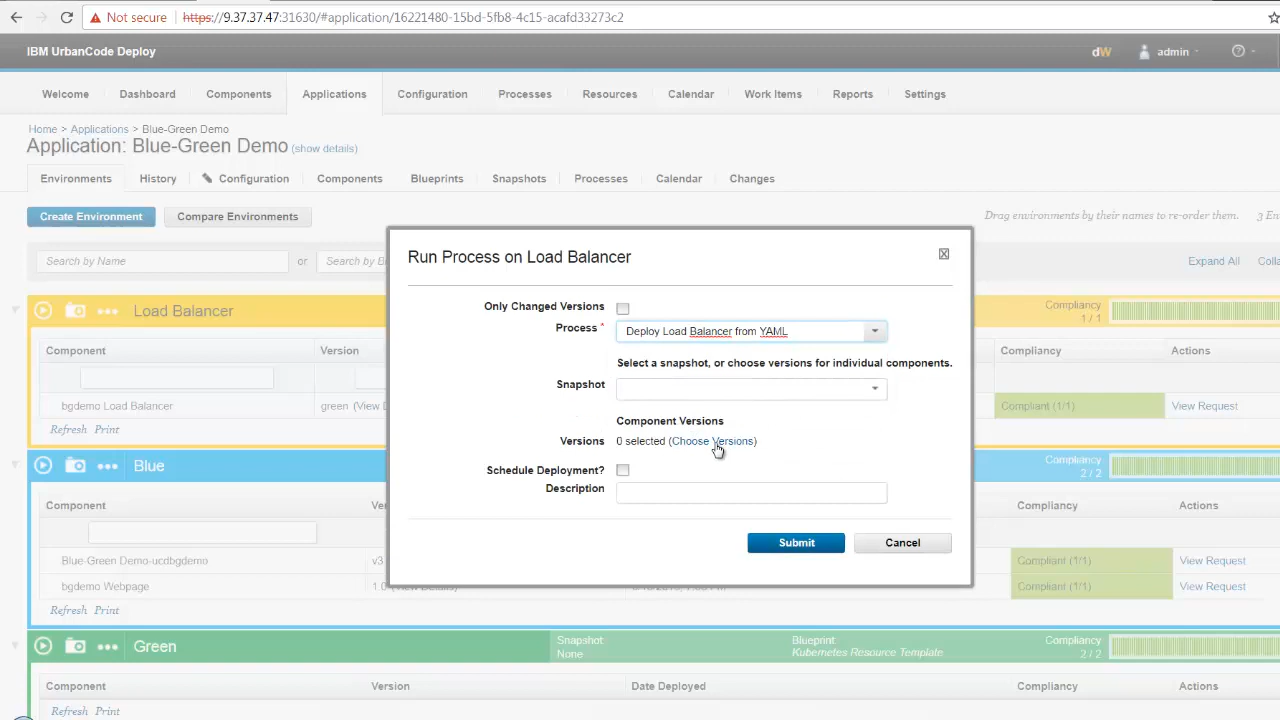 Not secure https://9.37.37.47:31630/#application/16221480-15bd-5fb8-4c15-acafd33273c2
IBM UrbanCode Deploy dW admin
Welcome Dashboard Components Applications Configuration Processes Resources Calendar Work Items Reports Settings
Home > Applications > Blue-Green Demo
Application: Blue-Green Demo (show details)
Environments History Configuration Components Blueprints Snapshots Processes Calendar Changes
Create Environment Compare Environments Drag environments by their names to re-order them.
Search by Name or Search by Expand All
Load Balancer Compliancy
1 / 1
Component Version Compliancy Actions
bgdemo Load Balancer green Compliant (1/1) View Request
Refresh Print
Blue Compliancy
2 / 2
Component Compliancy Actions
Blue-Green Demo-ucdbgdemo v3 Compliant (1/1) View Request
bgdemo Webpage Compliant (1/1) View Request
Refresh Print
Green Snapshot Blueprint Compliancy
None Kubernetes Resource Template 2 / 2
Component Version Date Deployed Compliancy Actions
Refresh Print
Run Process on Load Balancer
Only Changed Versions
Process * Deploy Load Balancer from YAML
Select a snapshot, or choose versions for individual components.
Snapshot
Component Versions
Versions 0 selected (Choose Versions)
Schedule Deployment?
Description
Submit Cancel